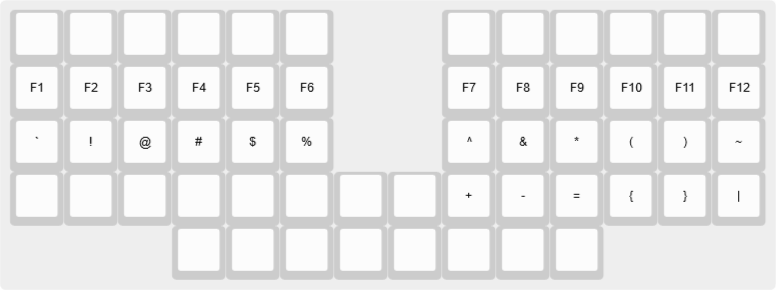 F1 F2 F3 F4 F5 F6 F7 F8 F9 F10 F11 F12
` ! @ # $ % ^ & * ( ) ~
+ - = { } |